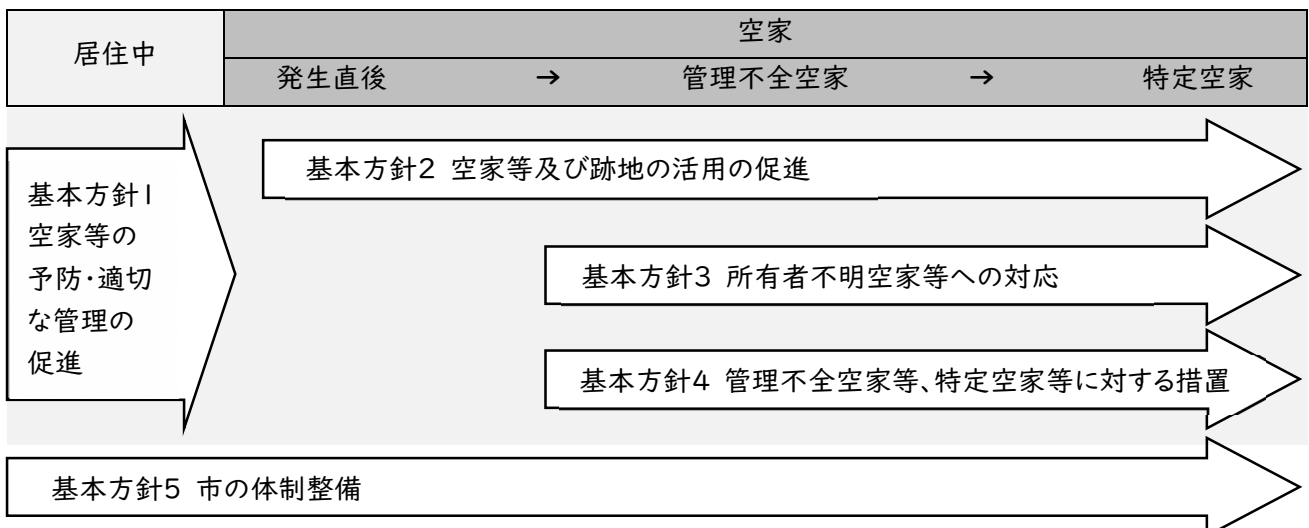 居住中
空家
発生直後 → 管理不全空家 → 特定空家
基本方針1
空家等の
予防・適切
な管理の
促進
基本方針2 空家等及び跡地の活用の促進
基本方針3 所有者不明空家等への対応
基本方針4 管理不全空家等、特定空家等に対する措置
基本方針5 市の体制整備